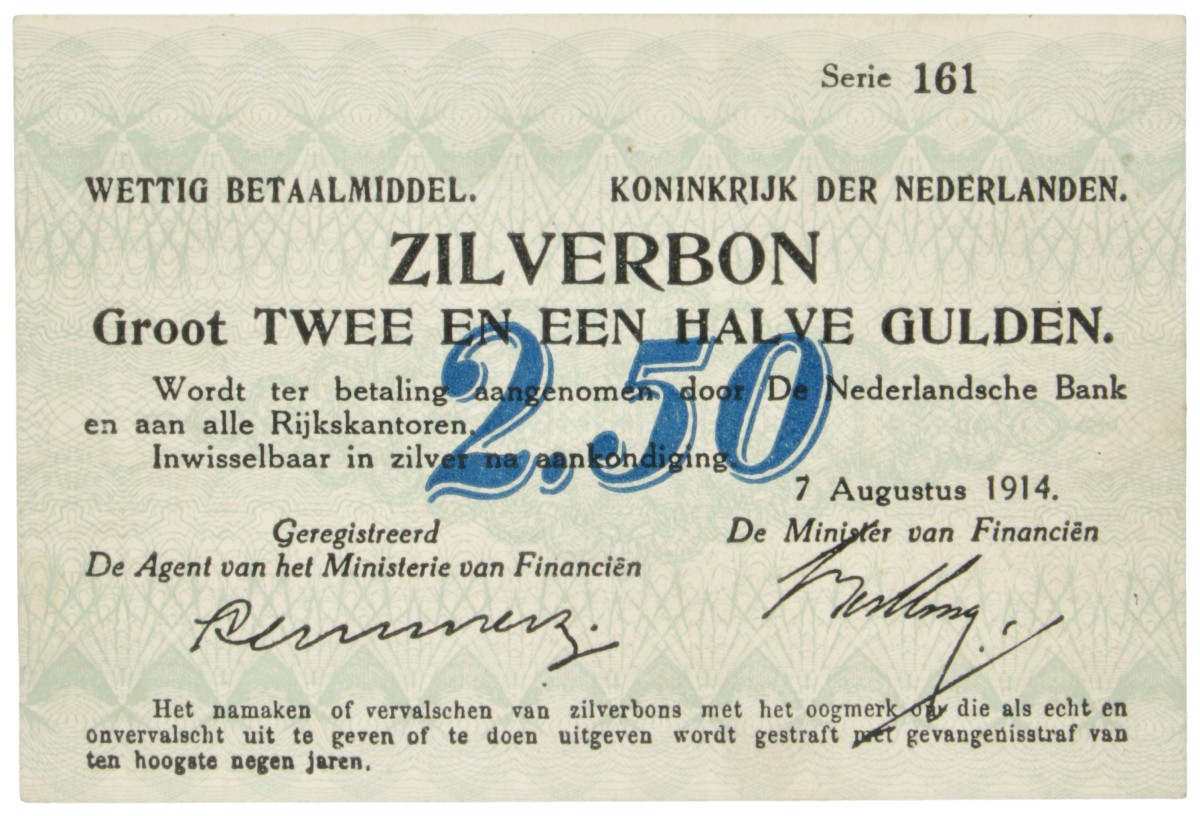 Serie 161
WETTIG BETAALMIDDEL. KONINKRIJK DER NEDERLANDEN.
ZILVERBON
Groot TWEE EN EEN HALVE GULDEN.
2.50
Wordt ter betaling aangenomen door De Nederlandsche Bank
en aan alle Rijkskantoren.
Inwisselbaar in zilver na aankondiging.
7 Augustus 1914.
Geregistreerd
De Agent van het Ministerie van Financiën
De Minister van Financiën
Het namaken of vervalschen van zilverbons met het oogmerk om die als echt en
onvervalscht uit te geven of te doen uitgeven wordt gestraft met gevangenisstraf van
ten hoogste negen jaren.